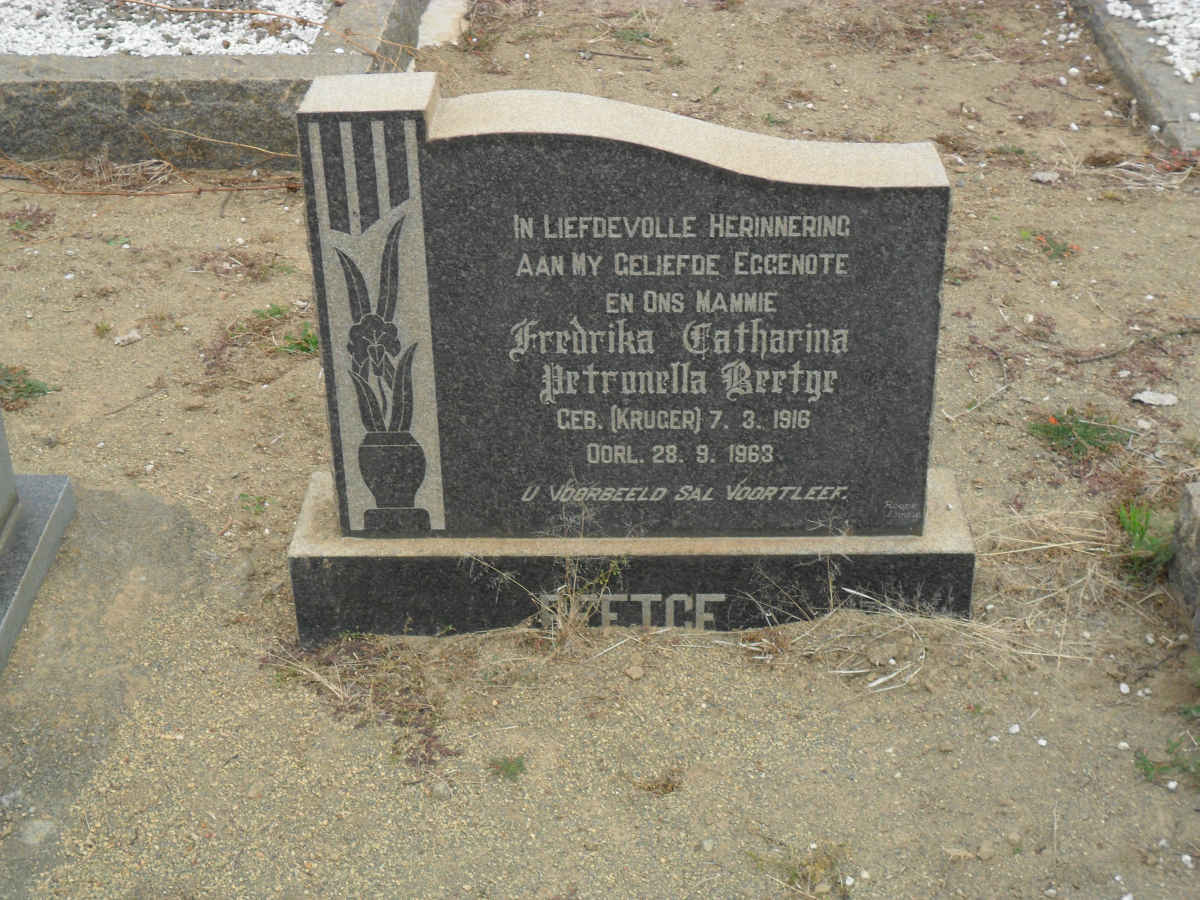 IN LIEFDEVOLLE HERINNERING
AAN MY GELIEFDE EGGENOTE
EN ONS MAMMIE
Fredrika Catharina
Petronella Beetge
GEB. (KRUGER) 7. 3. 1916
OORL. 28. 9. 1963
U VOORBEELD SAL VOORTLEEF.
BEETGE